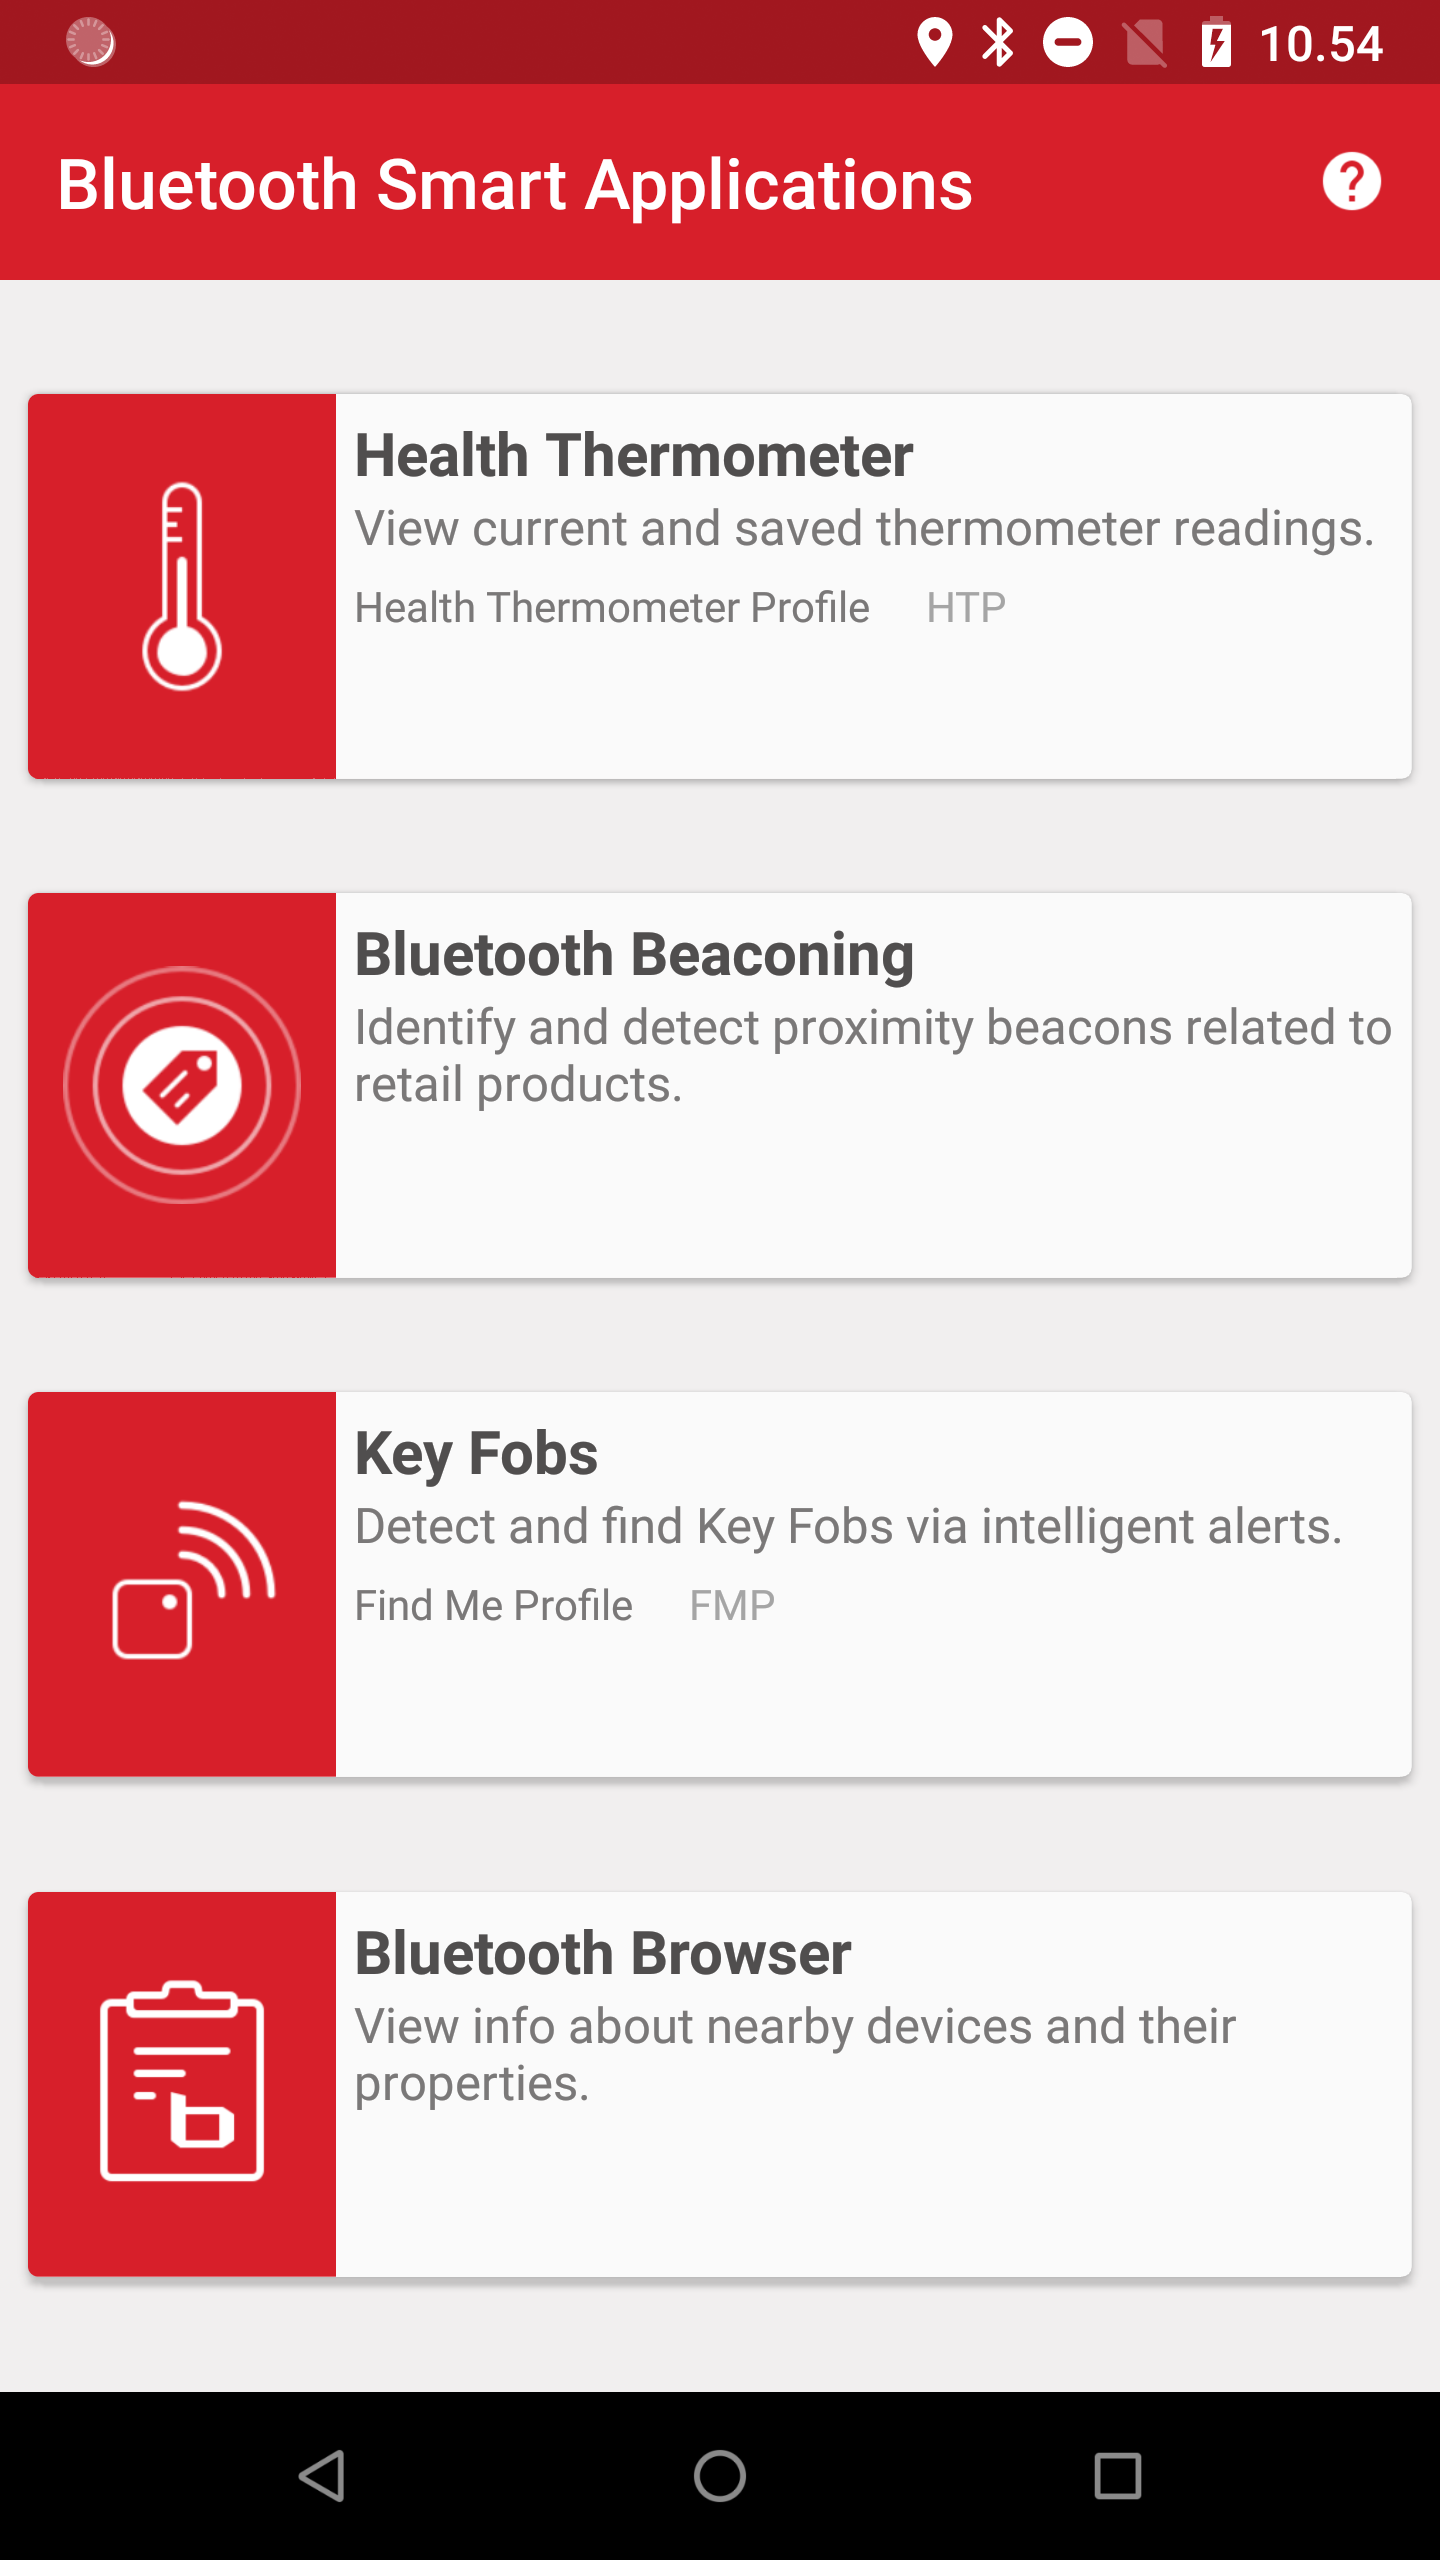 10.54
Bluetooth Smart Applications
Health Thermometer
View current and saved thermometer readings.
Health Thermometer Profile HTP
Bluetooth Beaconing
Identify and detect proximity beacons related to
retail products.
Key Fobs
Detect and find Key Fobs via intelligent alerts.
Find Me Profile FMP
Bluetooth Browser
View info about nearby devices and their
properties.